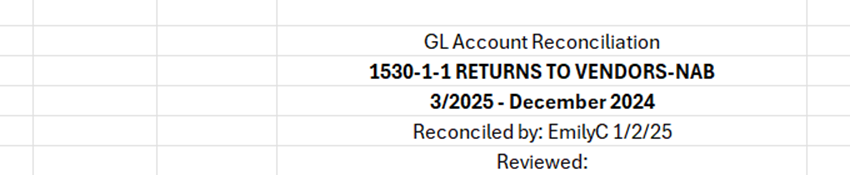 GL Account Reconciliation
1530-1-1 RETURNS TO VENDORS-NAB
3/2025 - December 2024
Reconciled by: EmilyC 1/2/25
Reviewed: